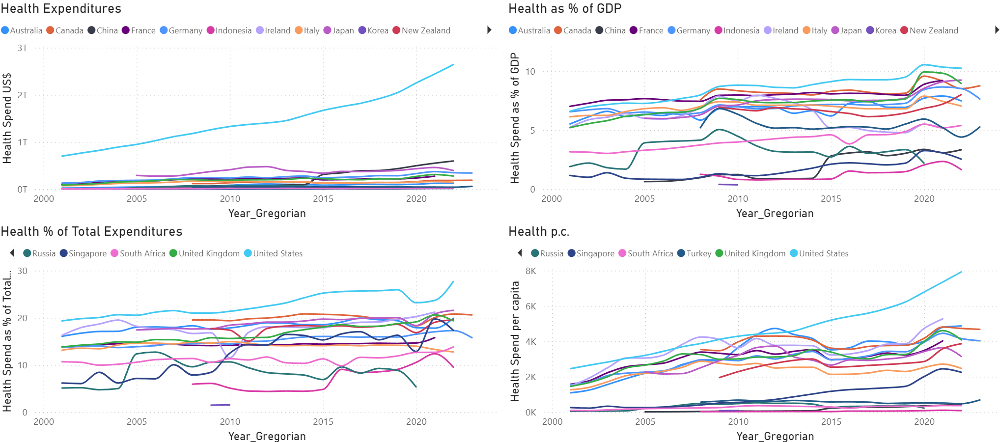 Health Expenditures
Australia Canada China France Germany Indonesia Ireland Italy Japan Korea New Zealand
Health Spend US$
3T
2T
1T
0T
2000 2005 2010 2015 2020
Year_Gregorian
Health as % of GDP
Australia Canada China France Germany Indonesia Ireland Italy Japan Korea New Zealand
Health Spend as % of GDP
10
5
0
2000 2005 2010 2015 2020
Year_Gregorian
Health % of Total Expenditures
Russia Singapore South Africa United Kingdom United States
Health Spend as % of Total...
30
20
10
0
2000 2005 2010 2015 2020
Year_Gregorian
Health p.c.
Russia Singapore South Africa Turkey United Kingdom United States
Health Spend per capita
8K
6K
4K
2K
0K
2000 2005 2010 2015 2020
Year_Gregorian